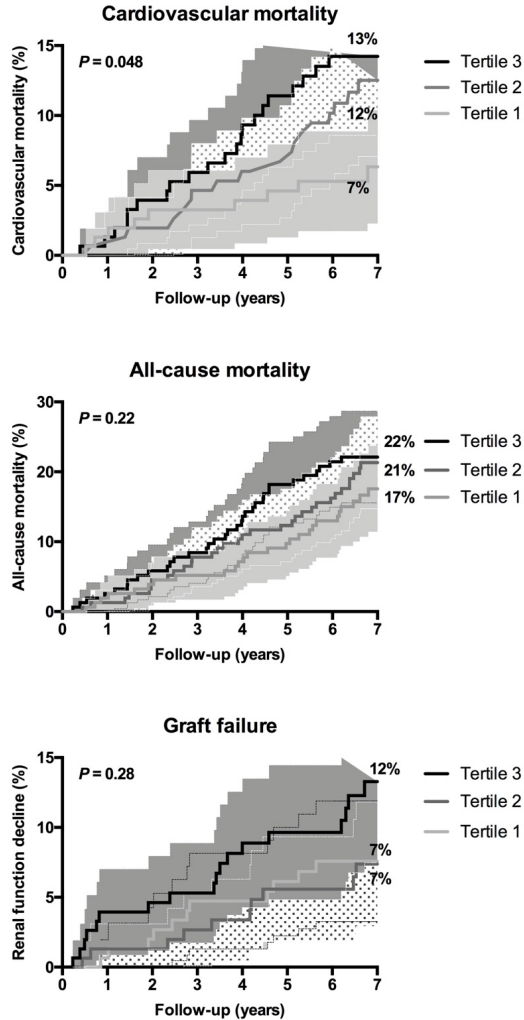 Cardiovascular mortality
Cardiovascular mortality (%)
15
10
5
0
P = 0.048
13%
12%
7%
Tertile 3
Tertile 2
Tertile 1
0 1 2 3 4 5 6 7
Follow-up (years)
All-cause mortality
All-cause mortality (%)
30
20
10
0
P = 0.22
22%
21%
17%
Tertile 3
Tertile 2
Tertile 1
0 1 2 3 4 5 6 7
Follow-up (years)
Graft failure
Renal function decline (%)
15
10
5
0
P = 0.28
12%
7%
7%
Tertile 3
Tertile 2
Tertile 1
0 1 2 3 4 5 6 7
Follow-up (years)